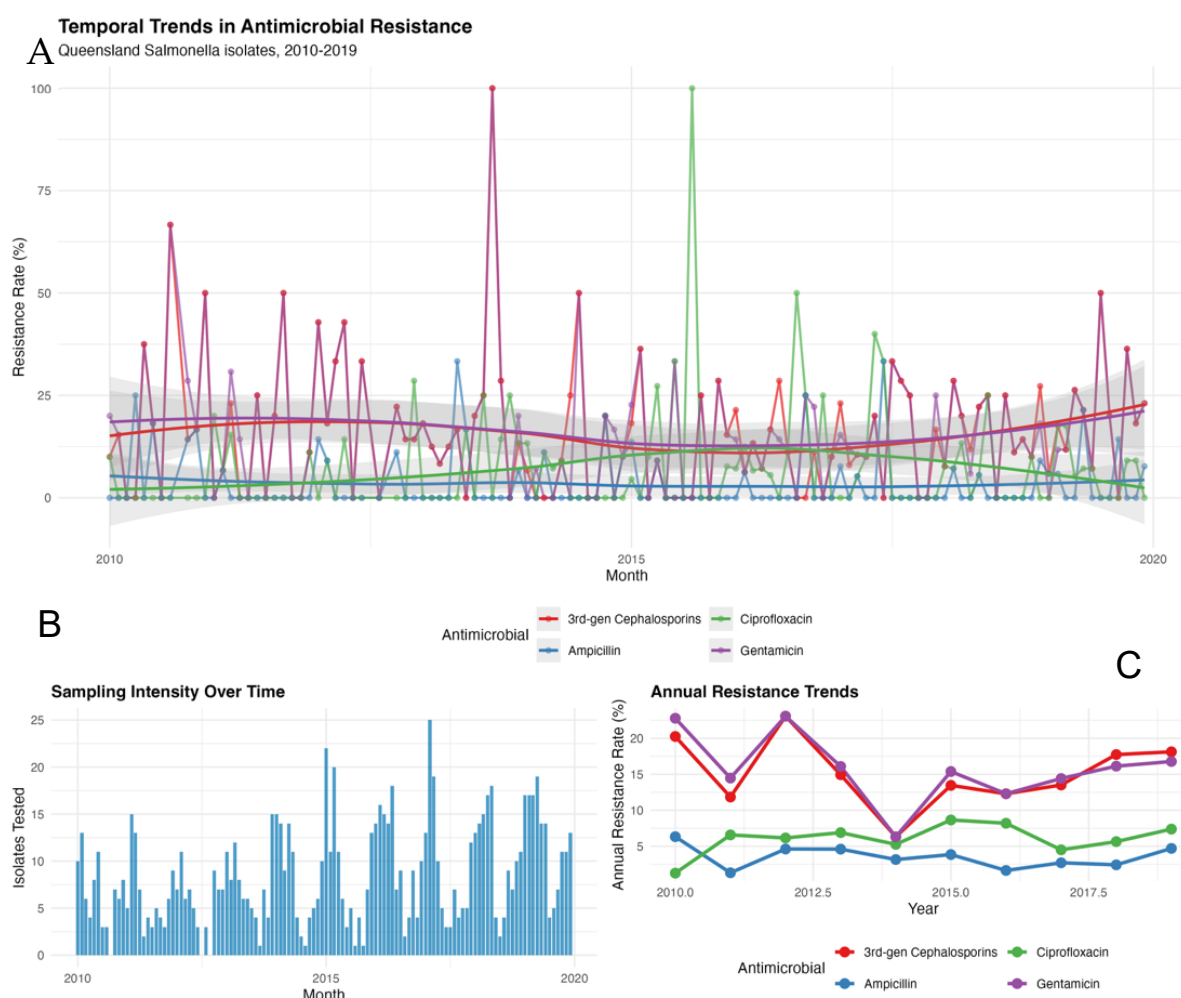 Temporal Trends in Antimicrobial Resistance
A
Queensland Salmonella isolates, 2010-2019
Resistance Rate (%)
100
75
50
25
0
2010
2015
2020
Month
B
Antimicrobial
3rd-gen Cephalosporins
Ciprofloxacin
Ampicillin
Gentamicin
C
Sampling Intensity Over Time
Isolates Tested
25
20
15
10
5
0
2010
2015
2020
Month
Annual Resistance Trends
Annual Resistance Rate (%)
20
15
10
5
2010.0
2012.5
2015.0
2017.5
Year
Antimicrobial
3rd-gen Cephalosporins
Ciprofloxacin
Ampicillin
Gentamicin